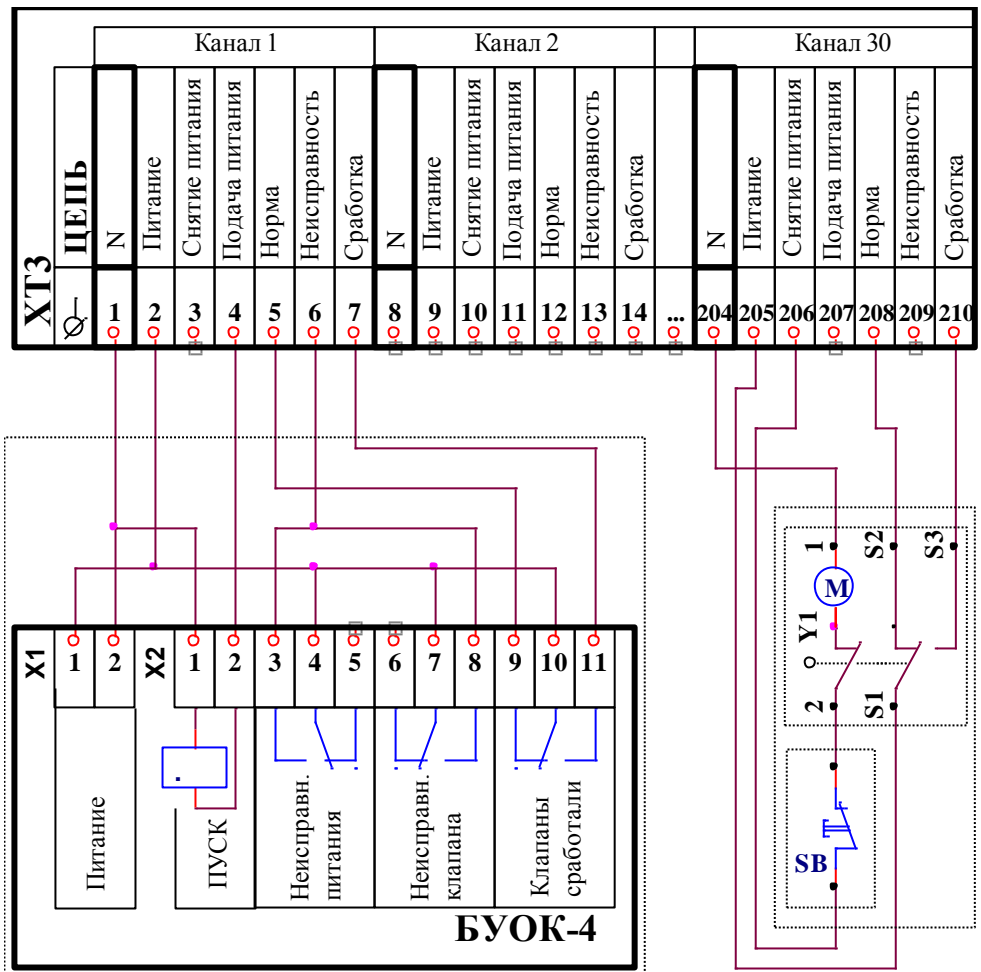 Канал 1 Канал 2 Канал 30
ХТ3
ЦЕПЬ
N
Питание
Снятие питания
Подача питания
Норма
Неисправность
Сработка
N
Питание
Снятие питания
Подача питания
Норма
Неисправность
Сработка
N
Питание
Снятие питания
Подача питания
Норма
Неисправность
Сработка
1 2 3 4 5 6 7 8 9 10 11 12 13 14 ... 204 205 206 207 208 209 210
1
S2
S3
M
Y1
2
S1
SB
X1
1 2
X2
1 2 3 4 5 6 7 8 9 10 11
Питание
ПУСК
Неисправн.
питания
Неисправн.
клапана
Клапаны
сработали
БУОК-4